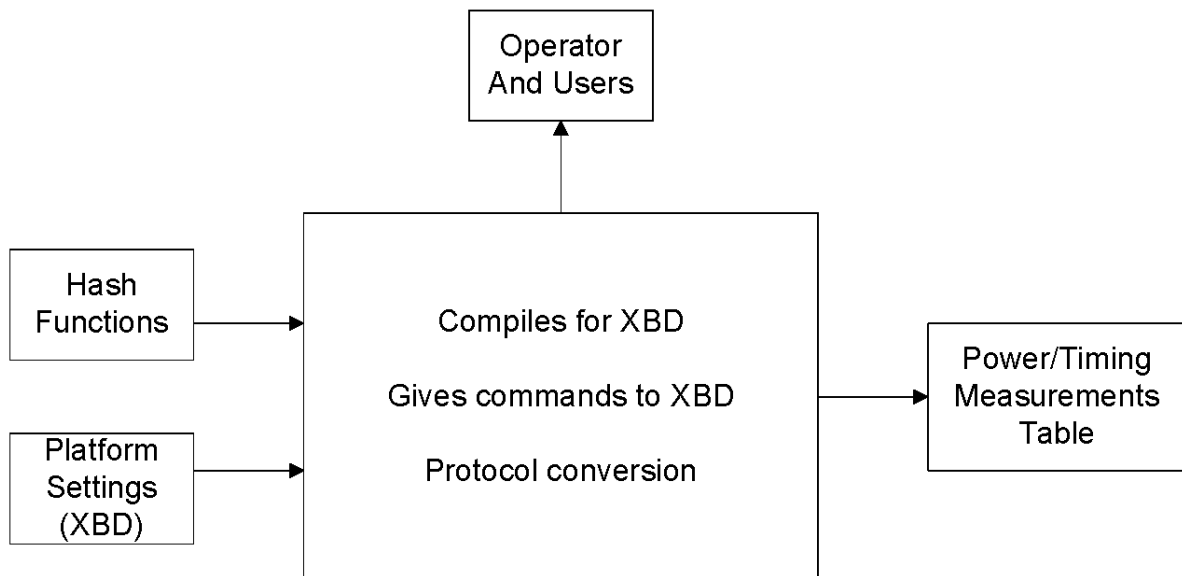 Operator
And Users
Hash
Functions
Compiles for XBD
Gives commands to XBD
Protocol conversion
Platform
Settings
(XBD)
Power/Timing
Measurements
Table